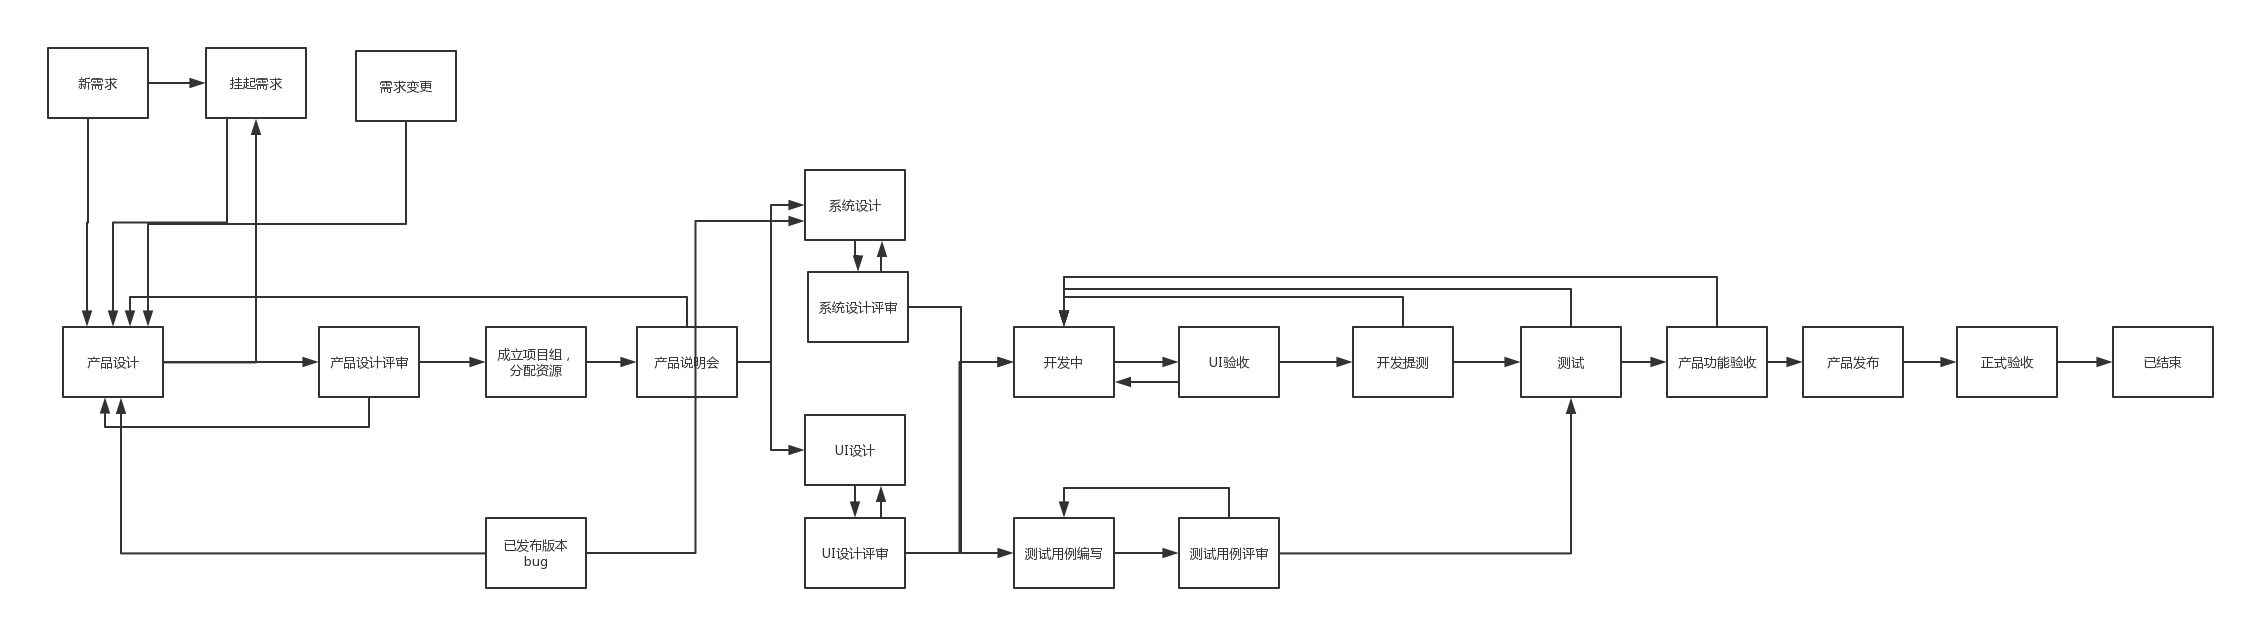 新需求
挂起需求
需求变更
系统设计
系统设计评审
产品设计
产品设计评审
成立项目组，
分配资源
产品说明会
开发中
UI验收
开发提测
测试
产品功能验收
产品发布
正式验收
已结束
UI设计
已发布版本
bug
UI设计评审
测试用例编写
测试用例评审